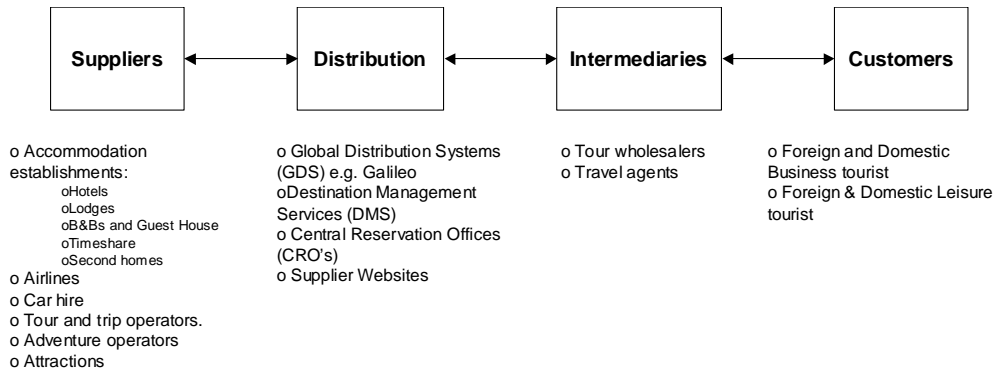 Suppliers
Distribution
Intermediaries
Customers
o Accommodation
establishments:
oHotels
oLodges
oB&Bs and Guest House
oTimeshare
oSecond homes
o Airlines
o Car hire
o Tour and trip operators.
o Adventure operators
o Attractions
o Global Distribution Systems
(GDS) e.g. Galileo
oDestination Management
Services (DMS)
o Central Reservation Offices
(CRO's)
o Supplier Websites
o Tour wholesalers
o Travel agents
o Foreign and Domestic
Business tourist
o Foreign & Domestic Leisure
tourist